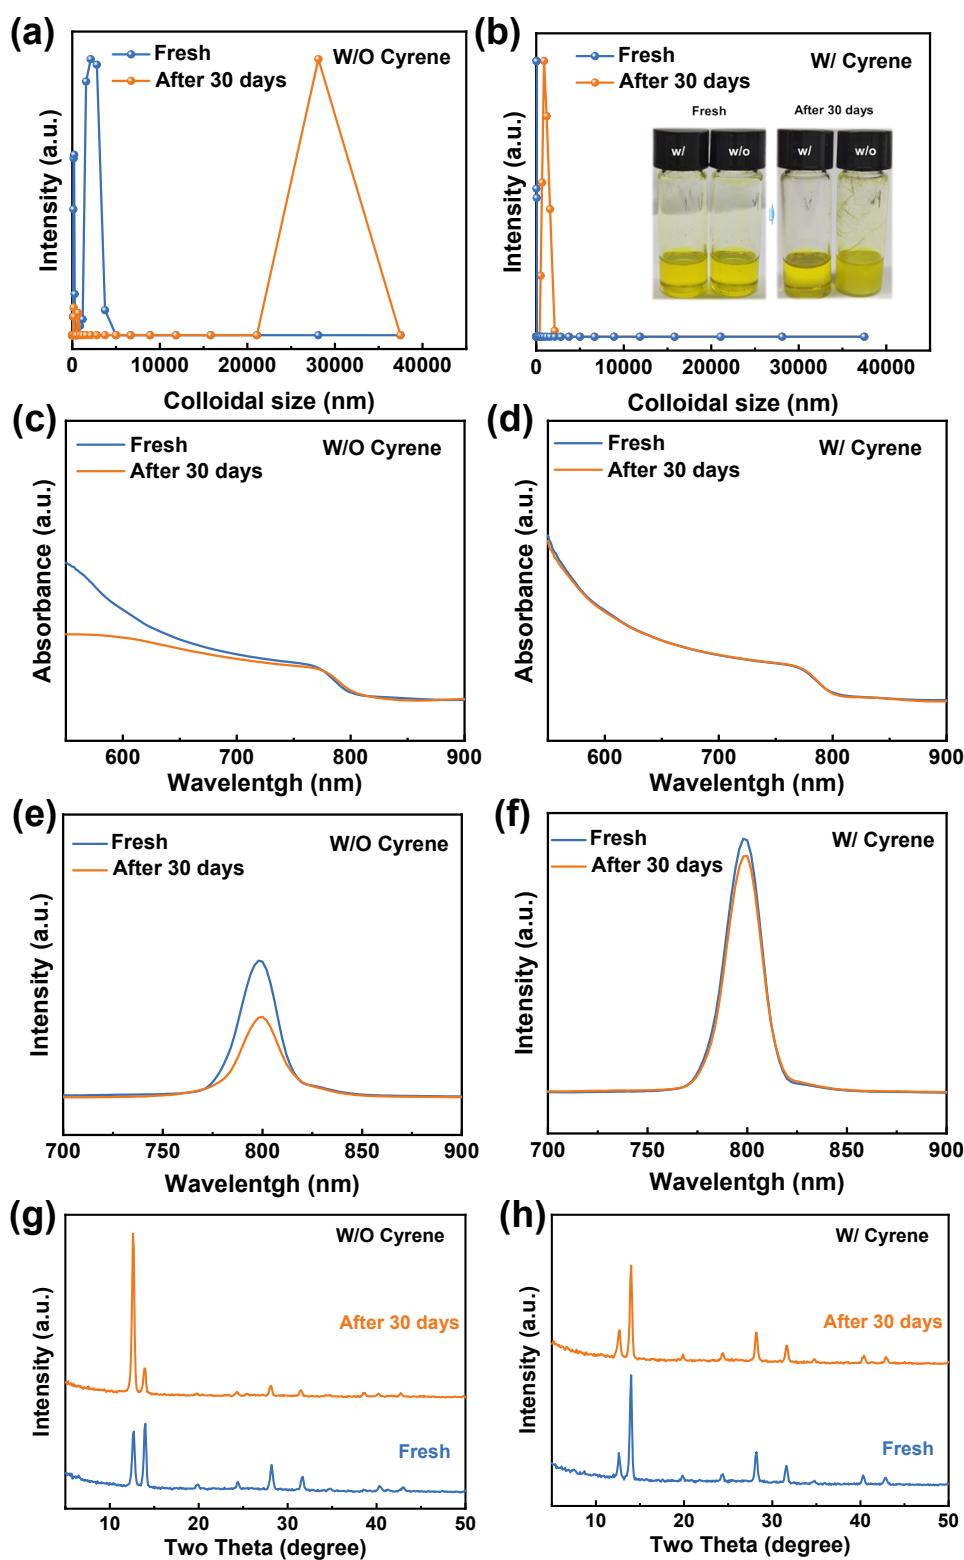 (a)
Fresh
After 30 days
W/O Cyrene
Intensity (a.u.)
0 10000 20000 30000 40000
Colloidal size (nm)
(b)
Fresh
After 30 days
W/ Cyrene
Fresh
After 30 days
w/
w/o
w/
w/o
Intensity (a.u.)
0 10000 20000 30000 40000
Colloidal size (nm)
(c)
Fresh
After 30 days
W/O Cyrene
Absorbance (a.u.)
600 700 800 900
Wavelentgh (nm)
(d)
Fresh
After 30 days
W/ Cyrene
Absorbance (a.u.)
600 700 800 900
Wavelentgh (nm)
(e)
Fresh
After 30 days
W/O Cyrene
Intensity (a.u.)
700 750 800 850 900
Wavelentgh (nm)
(f)
Fresh
After 30 days
W/ Cyrene
Intensity (a.u.)
700 750 800 850 900
Wavelentgh (nm)
(g)
W/O Cyrene
After 30 days
Fresh
Intensity (a.u.)
10 20 30 40 50
Two Theta (degree)
(h)
W/ Cyrene
After 30 days
Fresh
Intensity (a.u.)
10 20 30 40 50
Two Theta (degree)